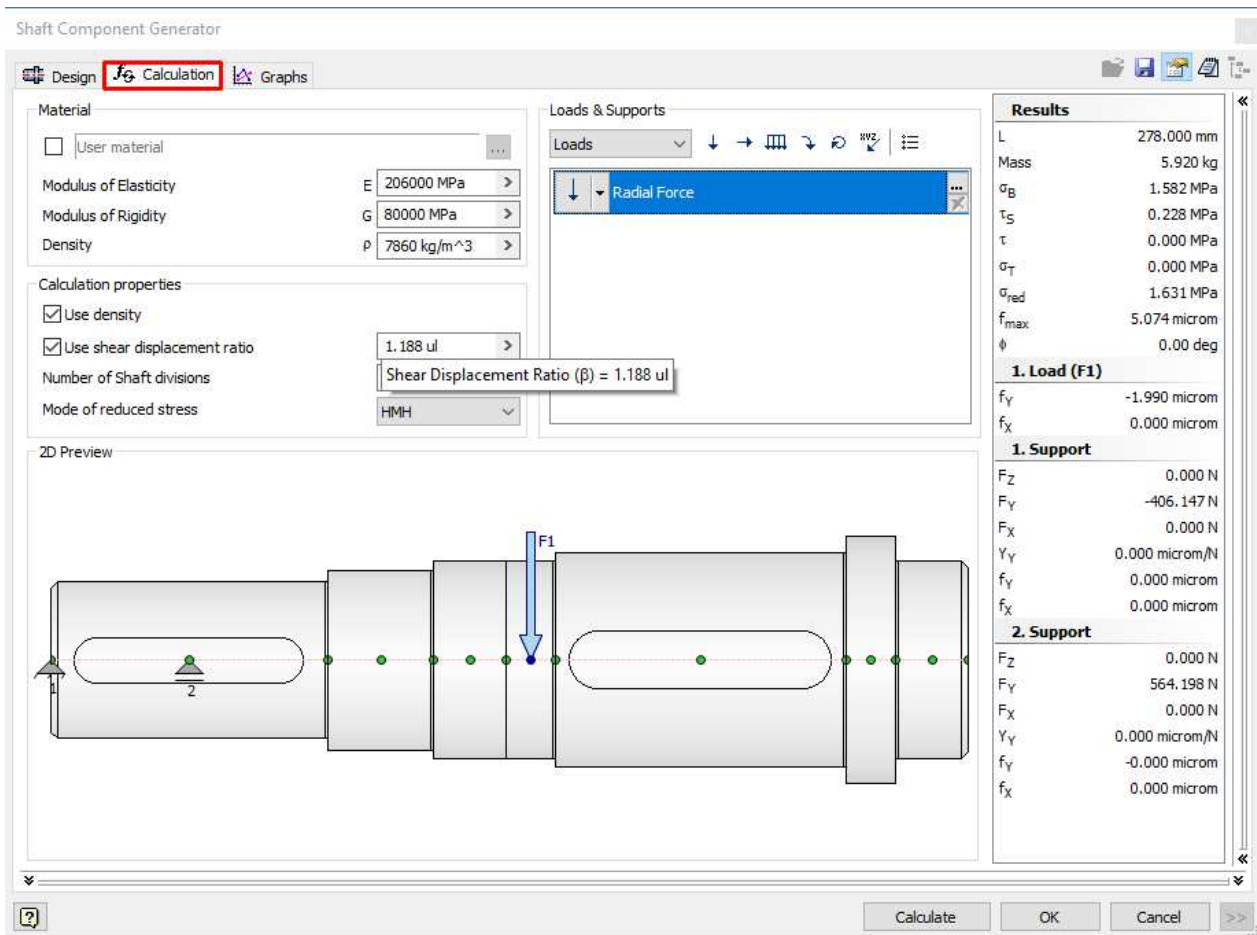 Shaft Component Generator
Design
Calculation
Graphs
Material
User material
...
Modulus of Elasticity E 206000 MPa >
Modulus of Rigidity G 80000 MPa >
Density ρ 7860 kg/m^3 >
Calculation properties
Use density
Use shear displacement ratio 1.188 ul >
Shear Displacement Ratio (β) = 1.188 ul
Number of Shaft divisions
Mode of reduced stress HMH
Loads & Supports
Loads
Radial Force
...
2D Preview
F1
1
2
Results
L 278.000 mm
Mass 5.920 kg
σB 1.582 MPa
τS 0.228 MPa
τ 0.000 MPa
σT 0.000 MPa
σred 1.631 MPa
fmax 5.074 microm
ϕ 0.00 deg
1. Load (F1)
fY -1.990 microm
fX 0.000 microm
1. Support
FZ 0.000 N
FY -406.147 N
FX 0.000 N
YY 0.000 microm/N
fY 0.000 microm
fX 0.000 microm
2. Support
FZ 0.000 N
FY 564.198 N
FX 0.000 N
YY 0.000 microm/N
fY -0.000 microm
fX 0.000 microm
Calculate
OK
Cancel
>>